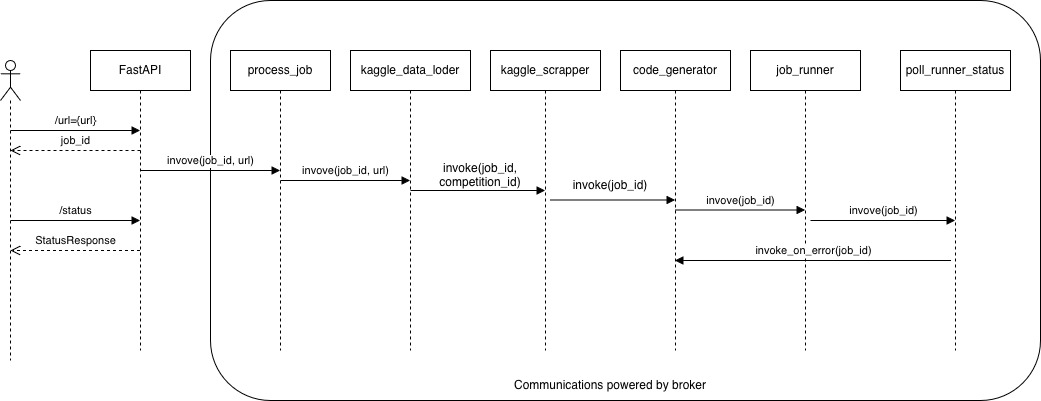 FastAPI
process_job
kaggle_data_loder
kaggle_scrapper
code_generator
job_runner
poll_runner_status
/url={url}
job_id
invove(job_id, url)
invove(job_id, url)
invoke(job_id,
competition_id)
invoke(job_id)
invove(job_id)
invove(job_id)
/status
StatusResponse
invoke_on_error(job_id)
Communications powered by broker